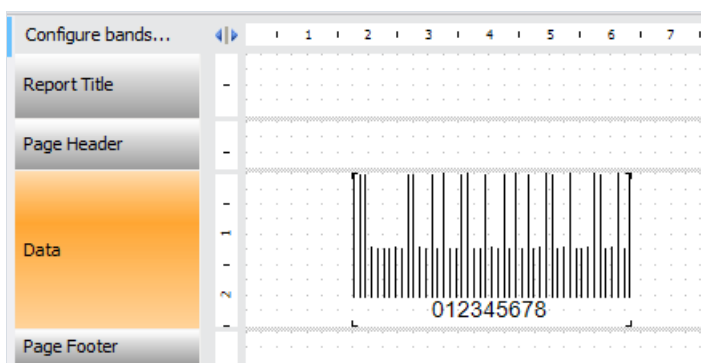 Configure bands... 1 2 3 4 5 6 7
Report Title
Page Header
Data
1
2
012345678
Page Footer